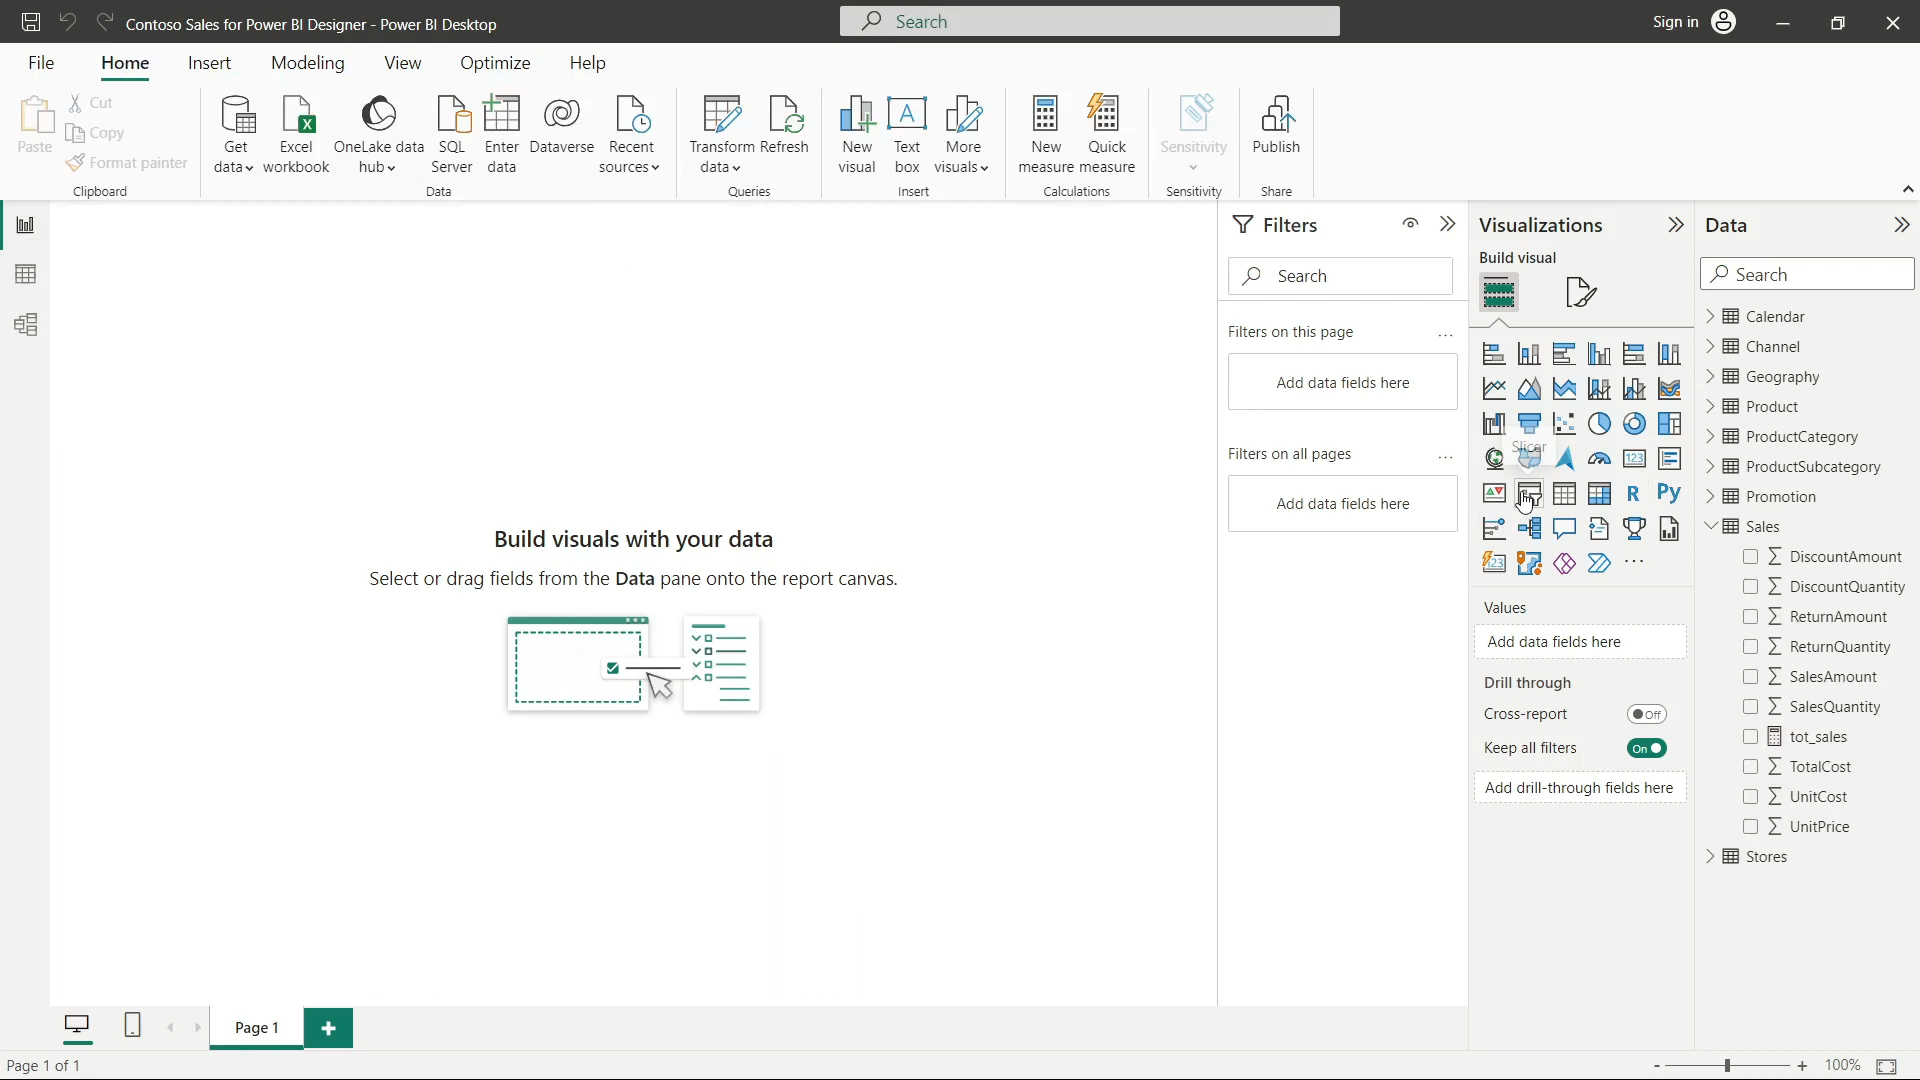 Contoso Sales for Power BI Designer - Power BI Desktop
Search
Sign in
File
Home
Insert
Modeling
View
Optimize
Help
Paste
Cut
Copy
Format painter
Clipboard
Get data
Excel workbook
OneLake data hub
SQL Server
Enter data
Dataverse
Recent sources
Data
Transform data
Refresh
Queries
New visual
A
Text box
More visuals
Insert
New measure
Quick measure
Calculations
Sensitivity
Sensitivity
Publish
Share
Build visuals with your data
Select or drag fields from the Data pane onto the report canvas.
Filters
Search
Filters on this page
...
Add data fields here
Filters on all pages
...
Add data fields here
Visualizations
Build visual
Slicer
123
R
Py
123
...
Values
Add data fields here
Drill through
Cross-report
Off
Keep all filters
On
Add drill-through fields here
Data
Search
Calendar
Channel
Geography
Product
ProductCategory
ProductSubcategory
Promotion
Sales
∑ DiscountAmount
∑ DiscountQuantity
∑ ReturnAmount
∑ ReturnQuantity
∑ SalesAmount
∑ SalesQuantity
tot_sales
∑ TotalCost
∑ UnitCost
∑ UnitPrice
Stores
Page 1
+
Page 1 of 1
- + 100%